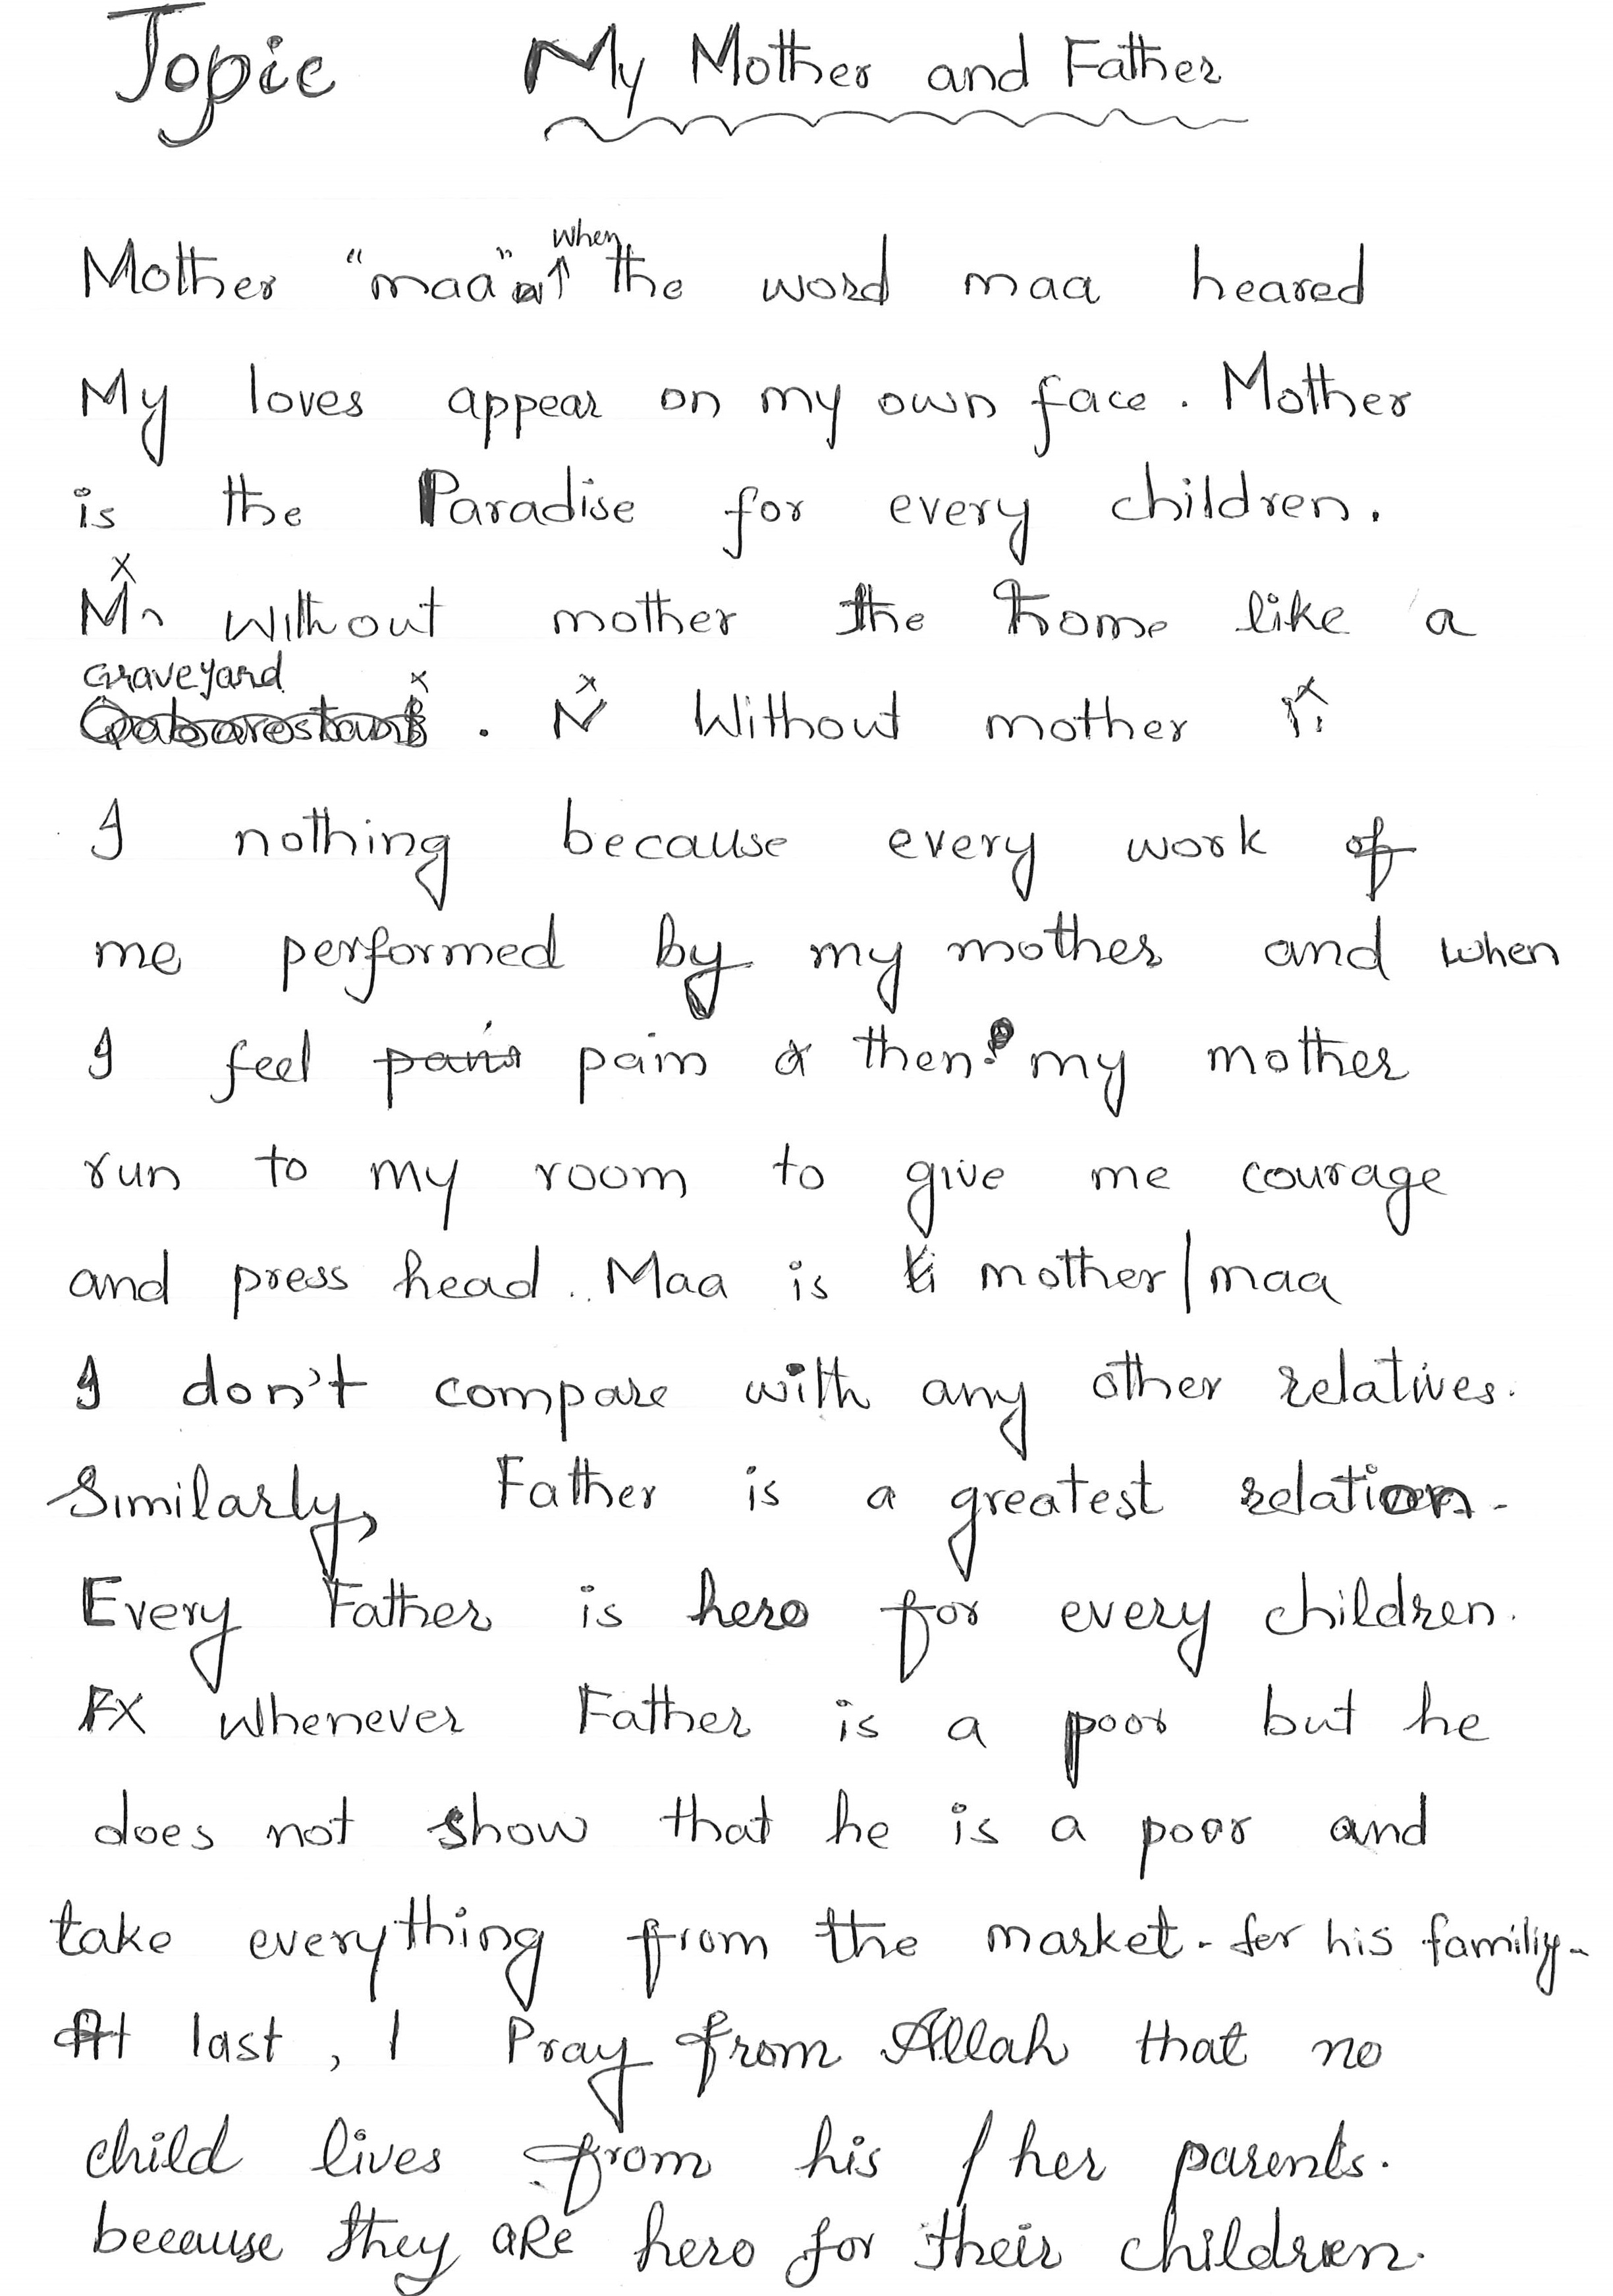 Topic My Mother and Father
Mother "maa" when the word maa heared
My loves appear on my own face. Mother
is the Paradise for every children.
Without mother the home like a
graveyard
. Without mother
I nothing because every work of
me performed by my mother and when
I feel pain then my mother
run to my room to give me courage
and press head. Maa is mother/maa
I don't compare with any other relatives.
Similarly, Father is a greatest relation.
Every Father is hero for every children.
Whenever Father is a poor but he
does not show that he is a poor and
take everything from the market. for his familiy.
At last, I Pray from Allah that no
child lives from his / her parents.
because they are hero for their children.